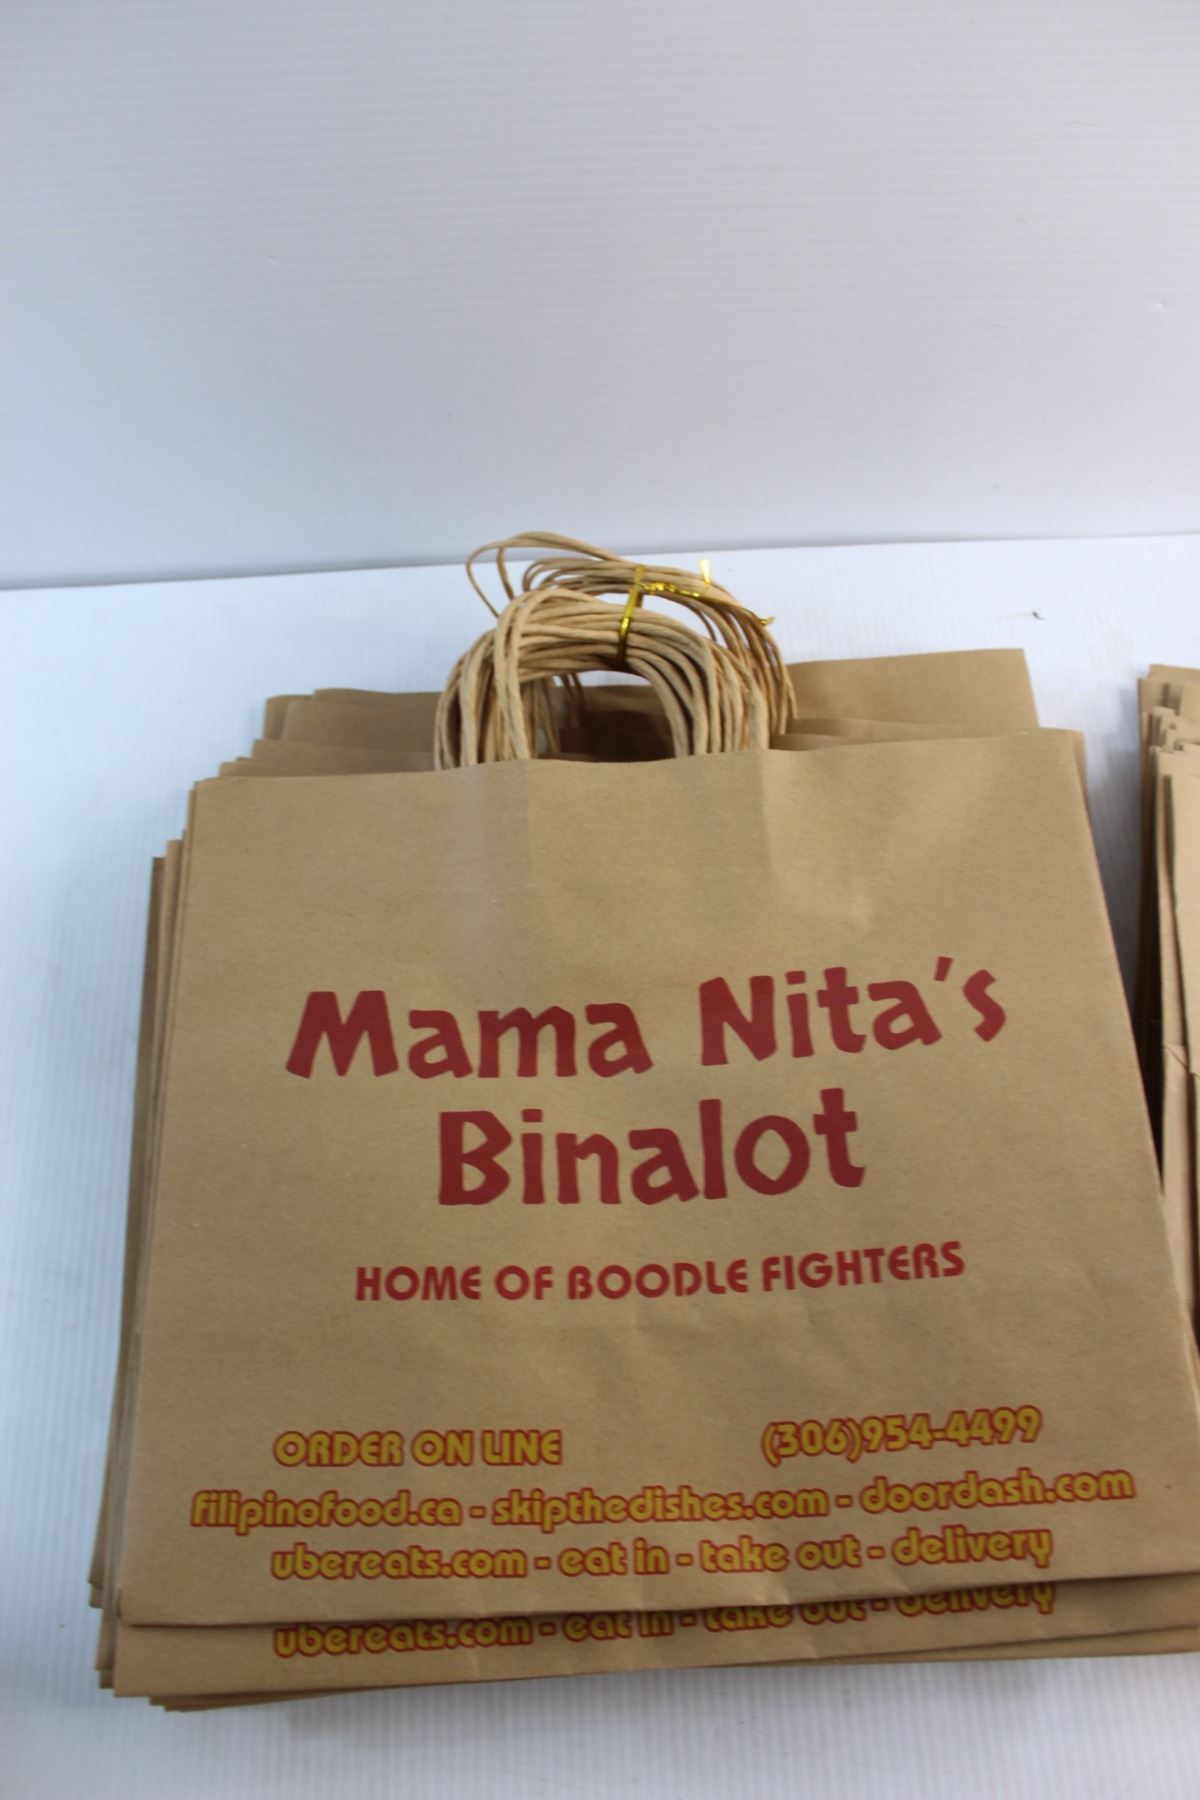 Mama Nita's
Binalot
HOME OF BOODLE FIGHTERS
ORDER ON LINE (306)954-4499
filipinofood.ca - skipthedishes.com - doordash.com
ubereats.com - eat in - take out - delivery
ubereats.com - eat in - take out - delivery